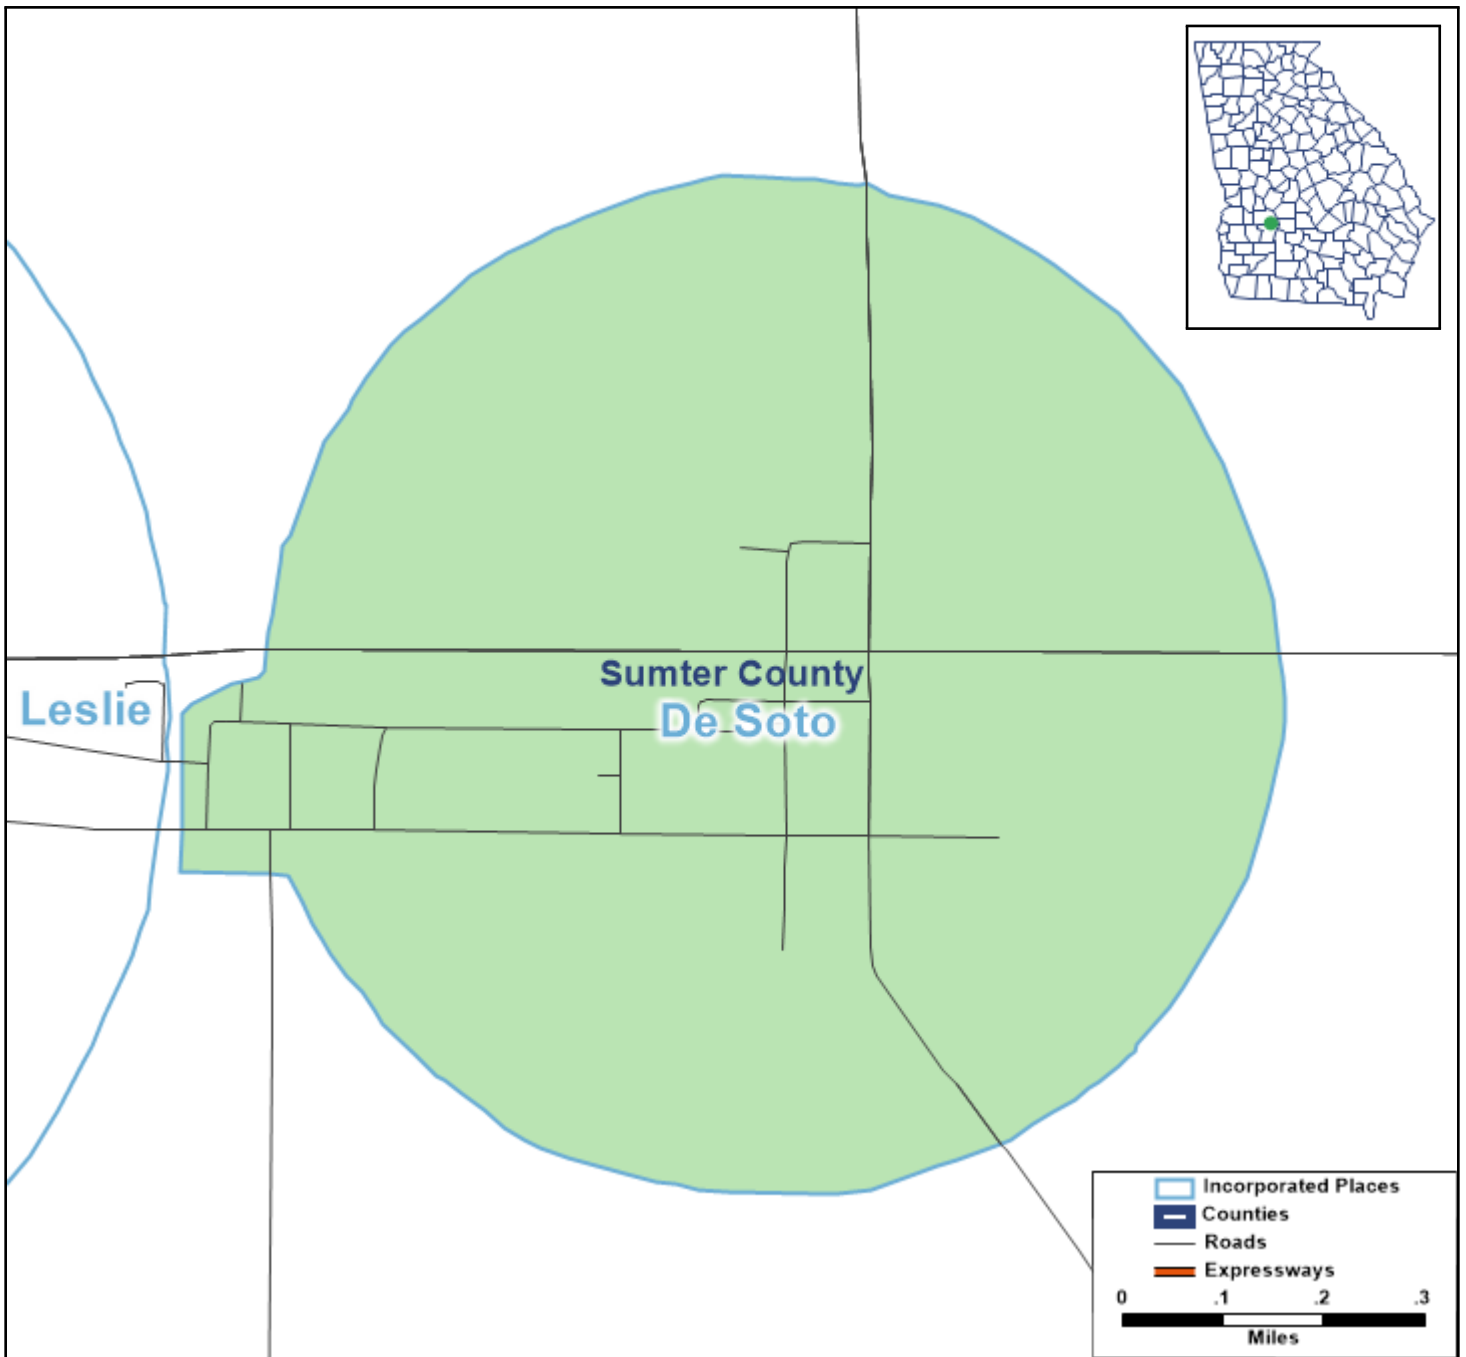 Sumter County
Leslie
De Soto
Incorporated Places
Counties
Roads
Expressways
0 .1 .2 .3
Miles